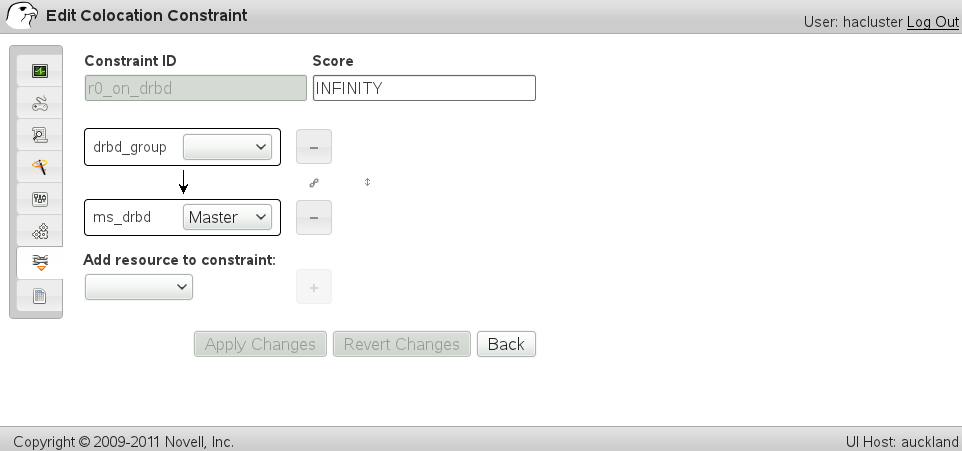 Edit Colocation Constraint
User: hacluster Log Out
Constraint ID Score
r0_on_drbd INFINITY
drbd_group −
ms_drbd Master −
Add resource to constraint:
+
Apply Changes Revert Changes Back
Copyright © 2009-2011 Novell, Inc. UI Host: auckland